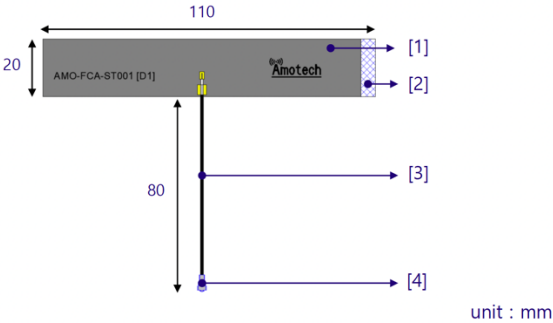 110
[1]
20
AMO-FCA-ST001 [D1]
Amotech
[2]
80
[3]
[4]
unit : mm